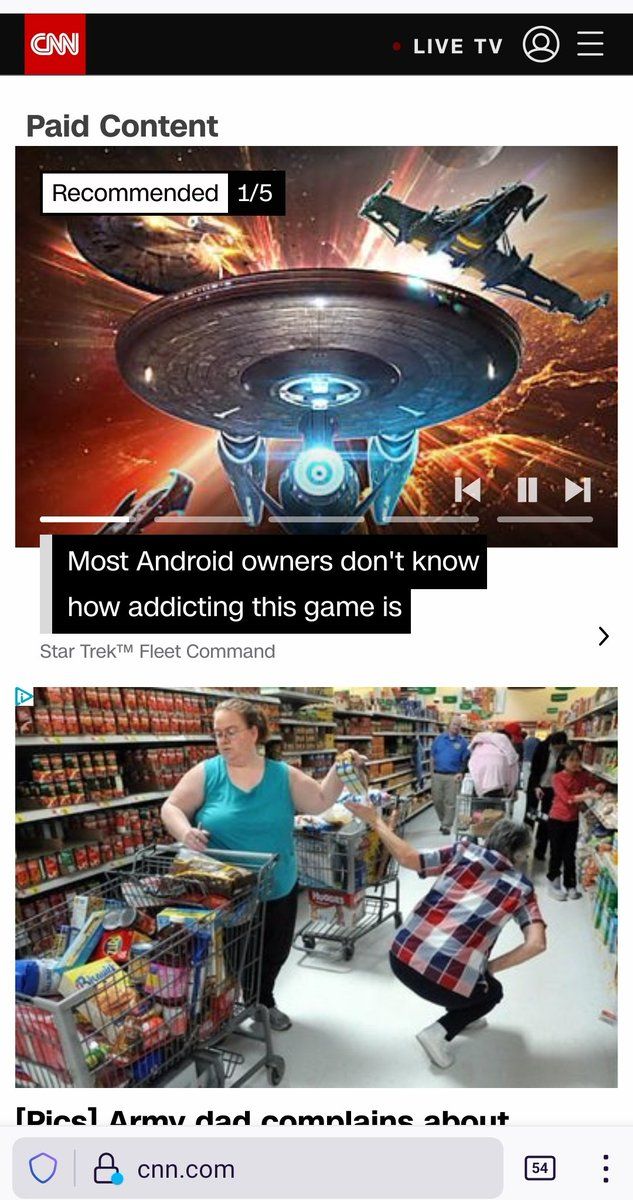 CNN
LIVE TV
Paid Content
Recommended 1/5
Most Android owners don't know
how addicting this game is
Star Trek™ Fleet Command
Huggies
[Pics] Army dad complains about
cnn.com
54